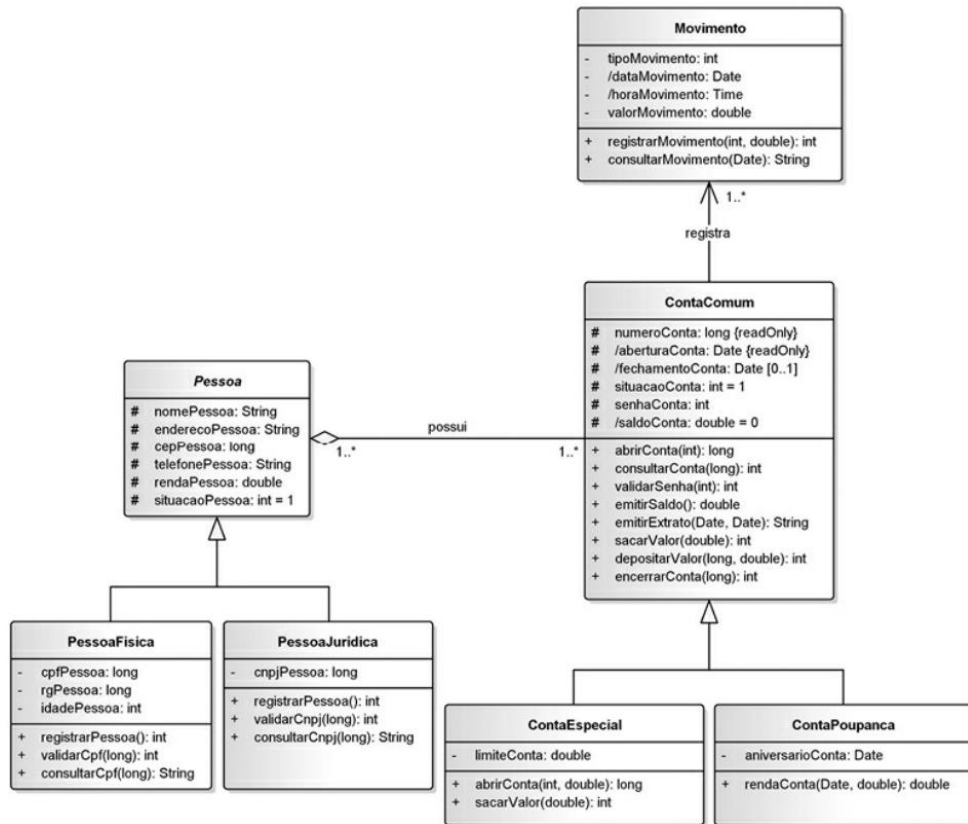 Movimento
- tipoMovimento: int
- /dataMovimento: Date
- /horaMovimento: Time
- valorMovimento: double
+ registrarMovimento(int, double): int
+ consultarMovimento(Date): String
1..*
registra
ContaComum
# numeroConta: long {readOnly}
# /aberturaConta: Date {readOnly}
# /fechamentoConta: Date [0..1]
# situacaoConta: int = 1
# senhaConta: int
# /saldoConta: double = 0
+ abrirConta(int): long
+ consultarConta(long): int
+ validarSenha(int): int
+ emitirSaldo(): double
+ emitirExtrato(Date, Date): String
+ sacarValor(double): int
+ depositarValor(long, double): int
+ encerrarConta(long): int
Pessoa
# nomePessoa: String
# enderecoPessoa: String
# cepPessoa: long
# telefonePessoa: String
# rendaPessoa: double
# situacaoPessoa: int = 1
possui
1..*
1..*
PessoaFisica
- cpfPessoa: long
- rgPessoa: long
- idadePessoa: int
+ registrarPessoa(): int
+ validarCpf(long): int
+ consultarCpf(long): String
PessoaJuridica
- cnpjPessoa: long
+ registrarPessoa(): int
+ validarCnpj(long): int
+ consultarCnpj(long): String
ContaEspecial
- limiteConta: double
+ abrirConta(int, double): long
+ sacarValor(double): int
ContaPoupanca
- aniversarioConta: Date
+ rendaConta(Date, double): double